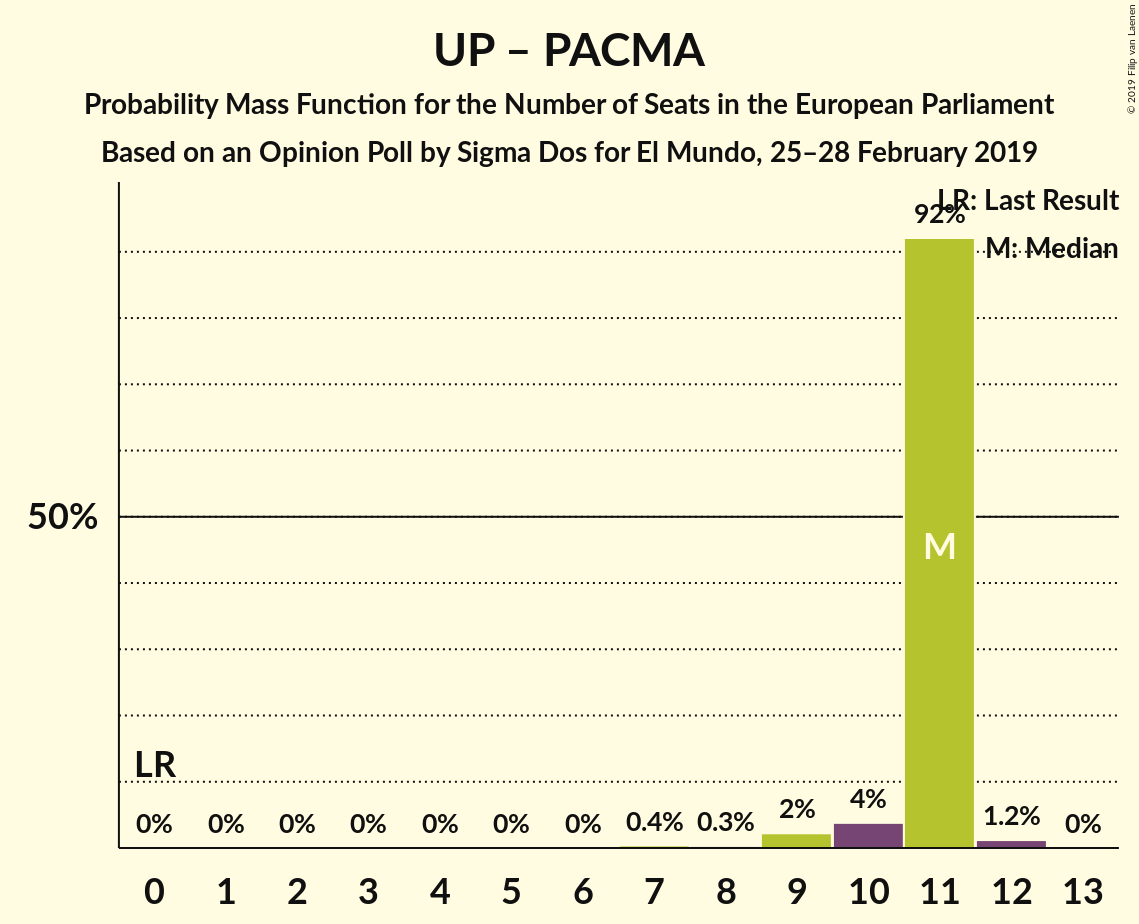 UP – PACMA
Probability Mass Function for the Number of Seats in the European Parliament
Based on an Opinion Poll by Sigma Dos for El Mundo, 25–28 February 2019
© 2019 Filip van Laenen
LR: Last Result
92%
M: Median
50%
M
LR
0% 0% 0% 0% 0% 0% 0% 0.4% 0.3% 2% 4% 1.2% 0%
0 1 2 3 4 5 6 7 8 9 10 11 12 13